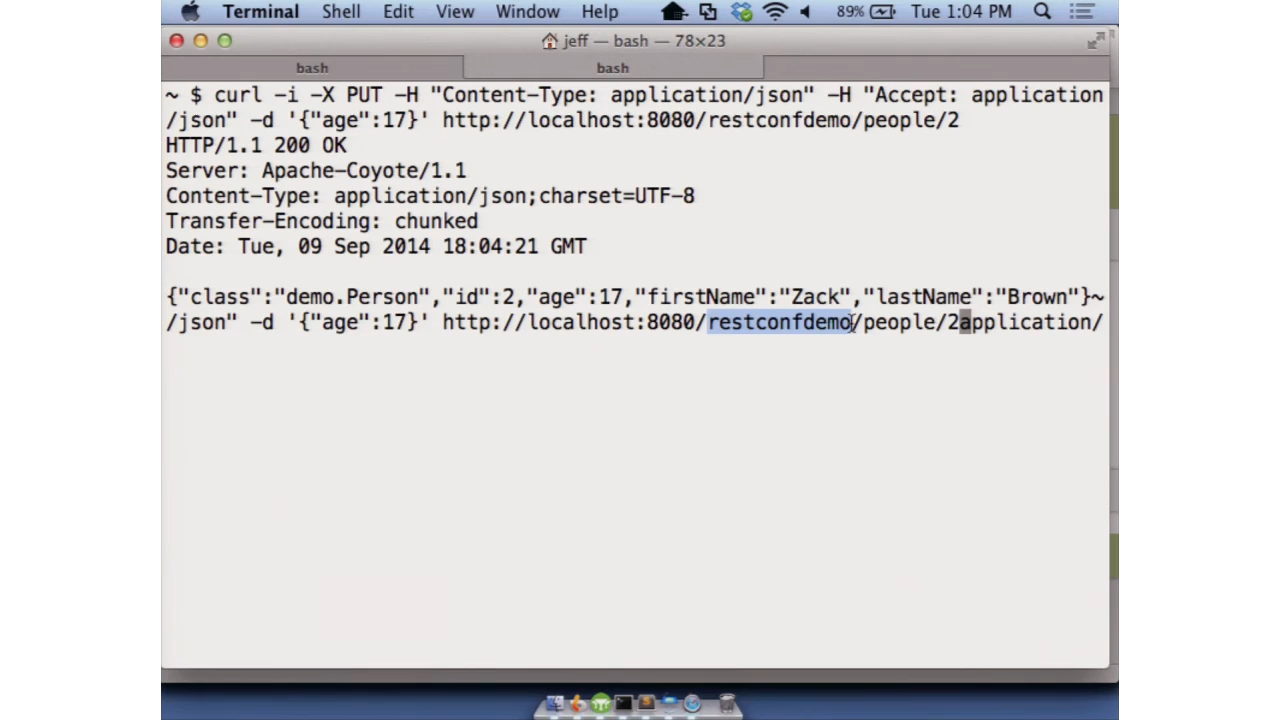 Terminal Shell Edit View Window Help 89% Tue 1:04 PM
jeff — bash — 78×23
bash bash
~ $ curl -i -X PUT -H "Content-Type: application/json" -H "Accept: application
/json" -d '{"age":17}' http://localhost:8080/restconfdemo/people/2
HTTP/1.1 200 OK
Server: Apache-Coyote/1.1
Content-Type: application/json;charset=UTF-8
Transfer-Encoding: chunked
Date: Tue, 09 Sep 2014 18:04:21 GMT
{"class":"demo.Person","id":2,"age":17,"firstName":"Zack","lastName":"Brown"}~
/json" -d '{"age":17}' http://localhost:8080/restconfdemo/people/2application/